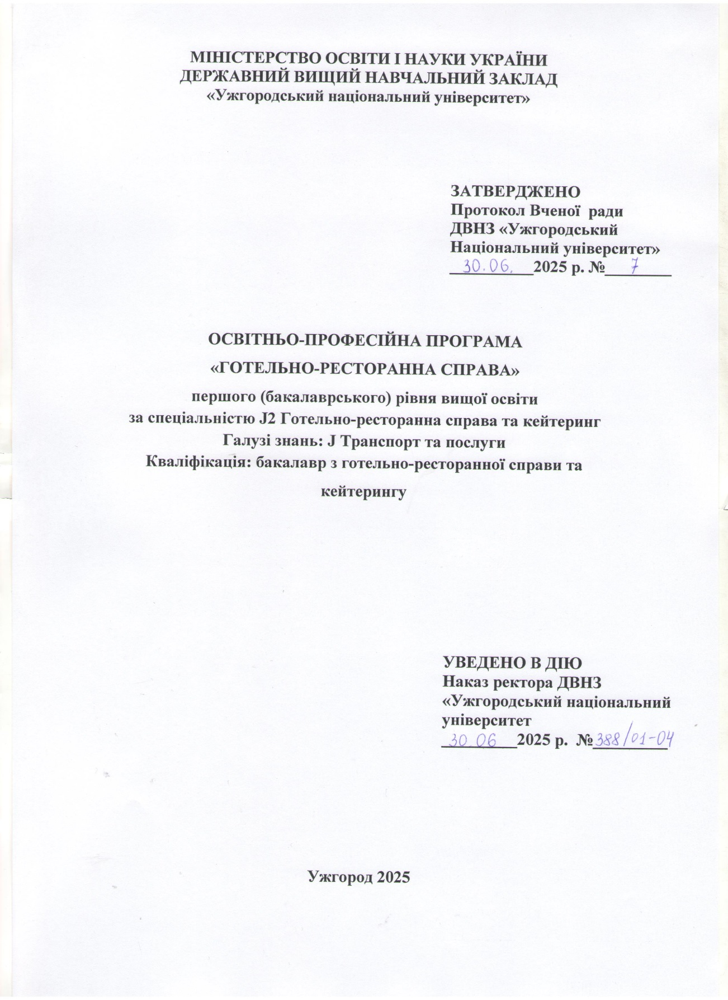 МІНІСТЕРСТВО ОСВІТИ І НАУКИ УКРАЇНИ
ДЕРЖАВНИЙ ВИЩИЙ НАВЧАЛЬНИЙ ЗАКЛАД
«Ужгородський національний університет»
ЗАТВЕРДЖЕНО
Протокол Вченої ради
ДВНЗ «Ужгородський
Національний університет»
30.06. 2025 р. № 7
ОСВІТНЬО-ПРОФЕСІЙНА ПРОГРАМА
«ГОТЕЛЬНО-РЕСТОРАННА СПРАВА»
першого (бакалаврського) рівня вищої освіти
за спеціальністю J2 Готельно-ресторанна справа та кейтеринг
Галузі знань: J Транспорт та послуги
Кваліфікація: бакалавр з готельно-ресторанної справи та
кейтерингу
УВЕДЕНО В ДІЮ
Наказ ректора ДВНЗ
«Ужгородський національний
університет
30.06 2025 р. № 388/01-04
Ужгород 2025